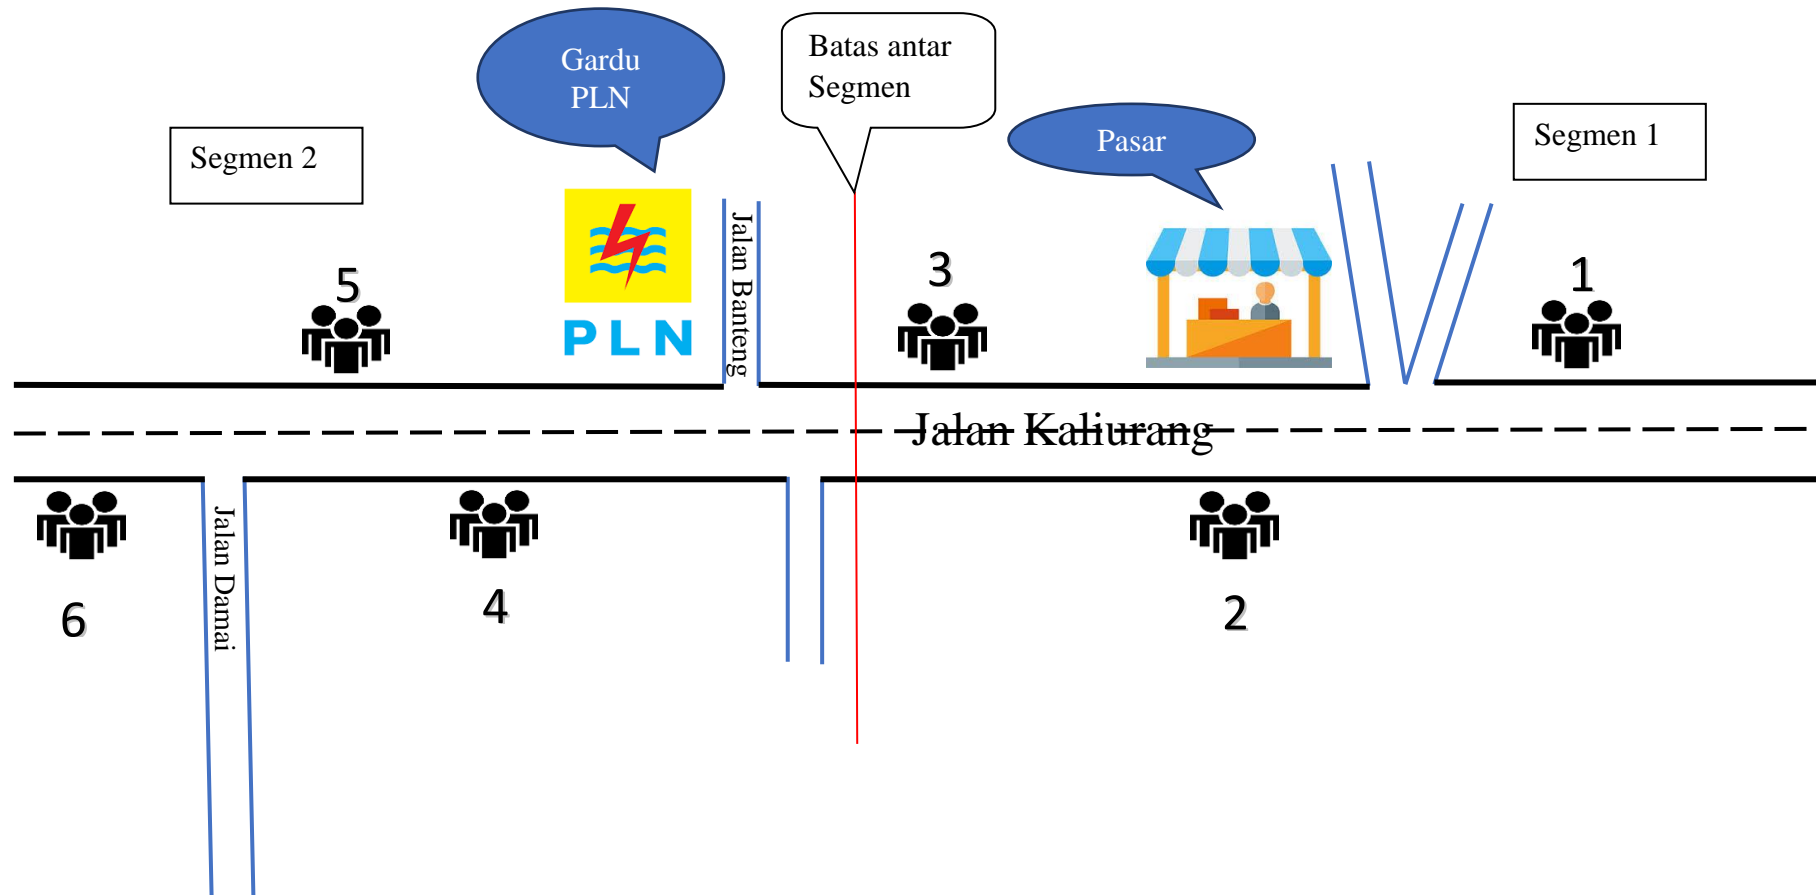 Gardu
PLN
Batas antar
Segmen
Pasar
Segmen 1
Segmen 2
Jalan Banteng
5
PLN
3
1
Jalan Kaliurang
Jalan Damai
6
4
2